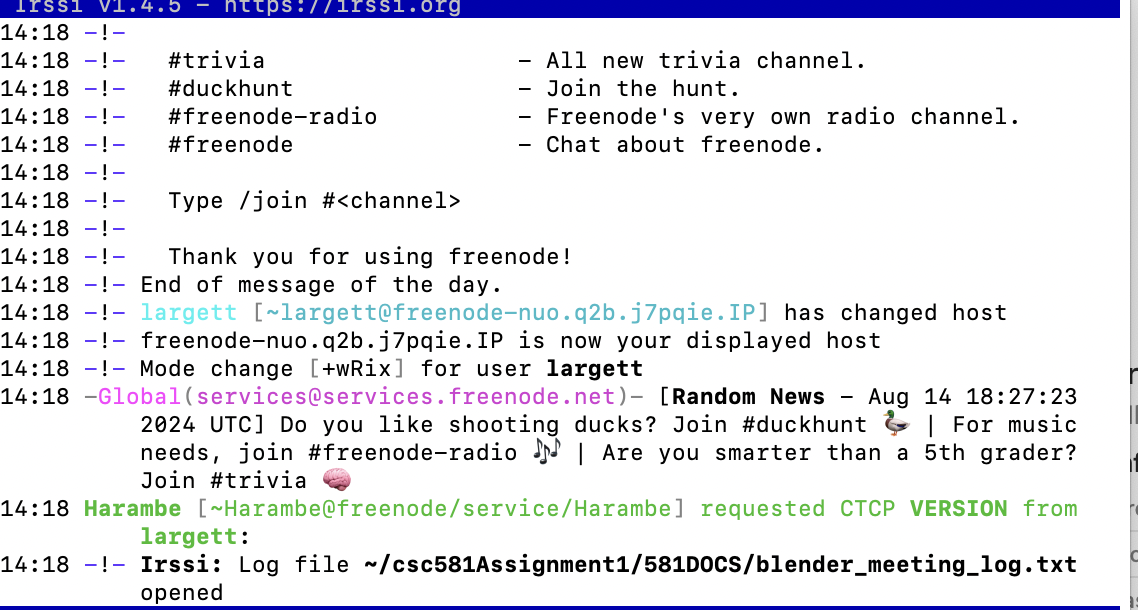 Irssi v1.4.5 – https://irssi.org
14:18 -!-
14:18 -!-   #trivia                  – All new trivia channel.
14:18 -!-   #duckhunt                – Join the hunt.
14:18 -!-   #freenode-radio          – Freenode's very own radio channel.
14:18 -!-   #freenode                – Chat about freenode.
14:18 -!-
14:18 -!-   Type /join #<channel>
14:18 -!-
14:18 -!-   Thank you for using freenode!
14:18 -!- End of message of the day.
14:18 -!- largett [~largett@freenode-nuo.q2b.j7pqie.IP] has changed host
14:18 -!- freenode-nuo.q2b.j7pqie.IP is now your displayed host
14:18 -!- Mode change [+wRix] for user largett
14:18 -Global(services@services.freenode.net)- [Random News – Aug 14 18:27:23
2024 UTC] Do you like shooting ducks? Join #duckhunt 🦆 | For music
needs, join #freenode-radio 🎶 | Are you smarter than a 5th grader?
Join #trivia 🧠
14:18 Harambe [~Harambe@freenode/service/Harambe] requested CTCP VERSION from
largett:
14:18 -!- Irssi: Log file ~/csc581Assignment1/581DOCS/blender_meeting_log.txt
opened